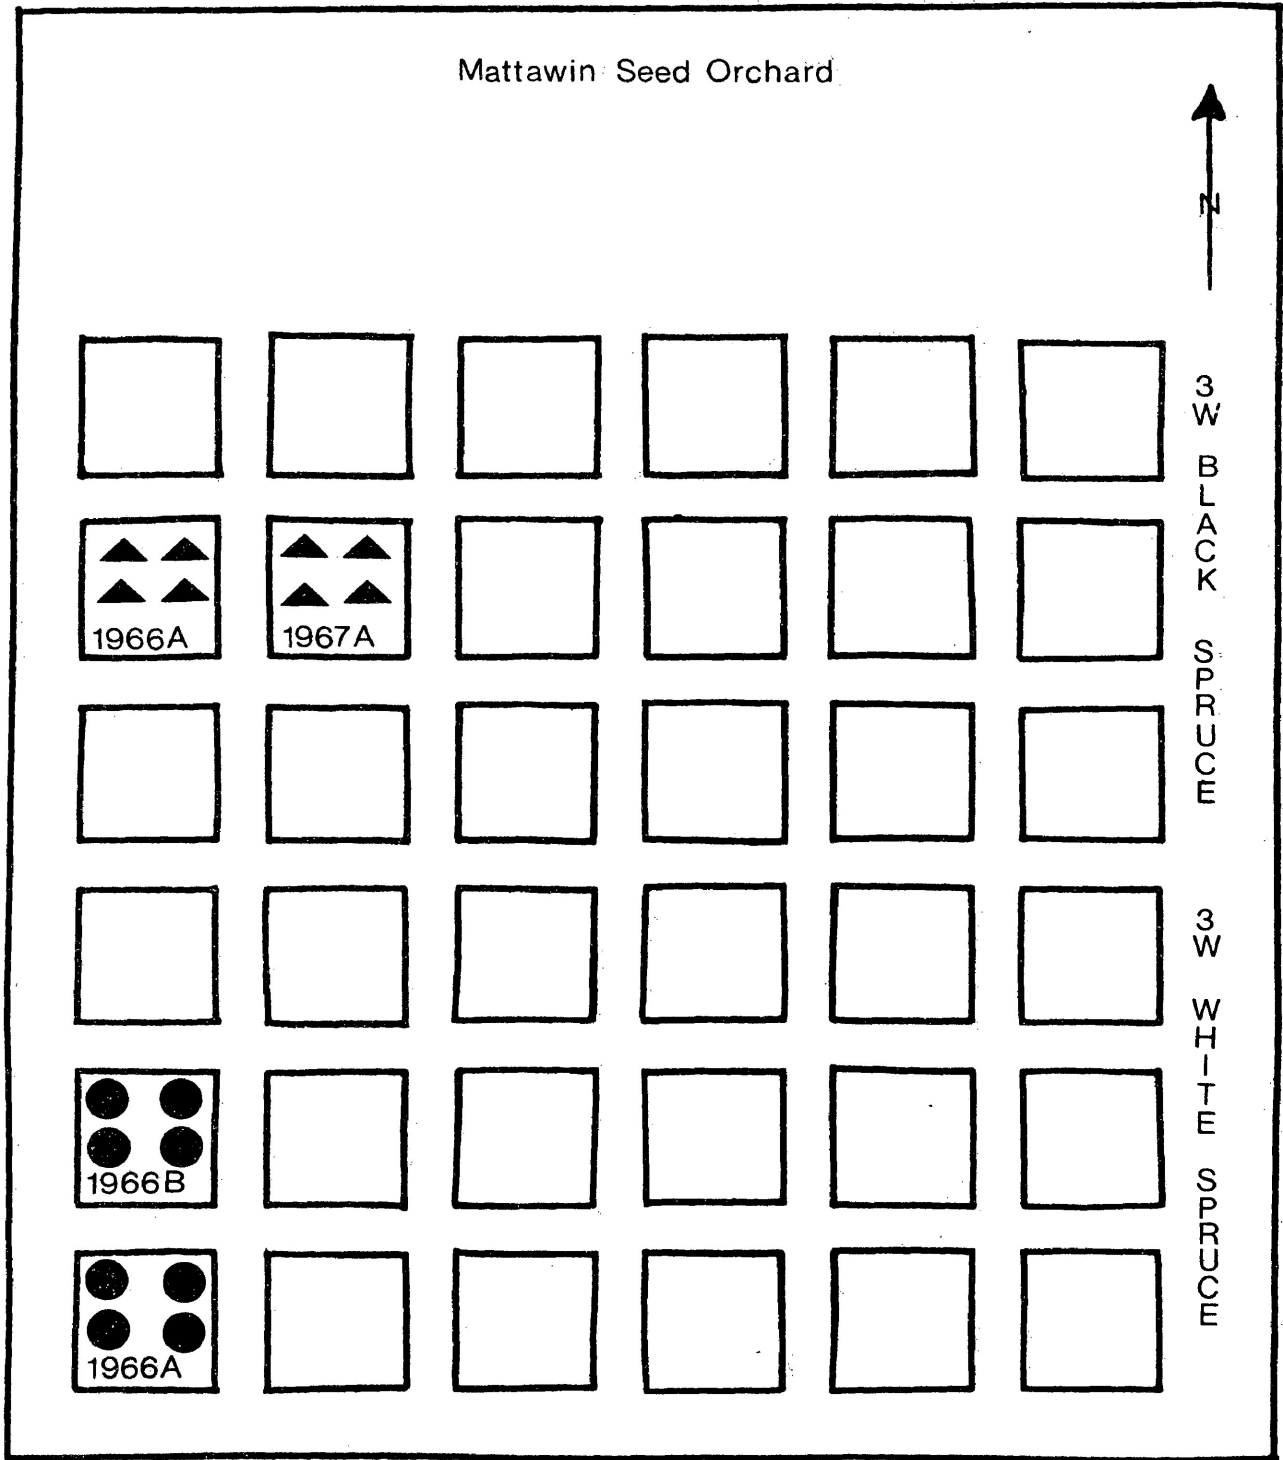 Mattawin Seed Orchard
N
3W BLACK SPRUCE
1966A
1967A
3W WHITE SPRUCE
1966B
1966A